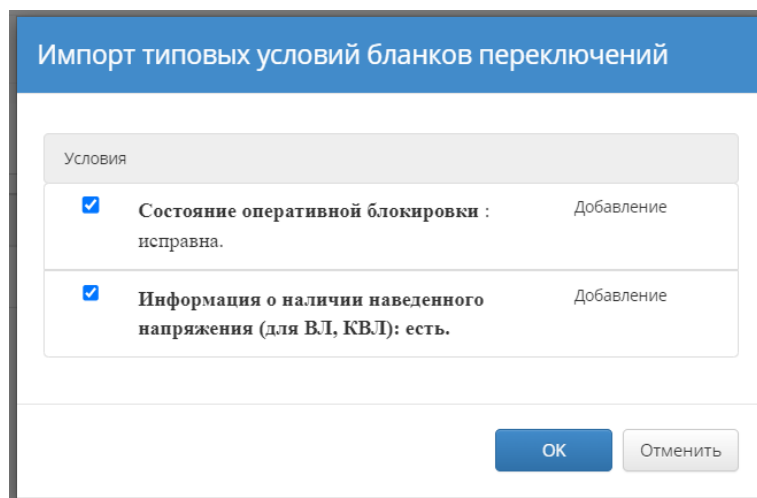 Импорт типовых условий бланков переключений
Условия
Состояние оперативной блокировки : Добавление
исправна.
Информация о наличии наведенного Добавление
напряжения (для ВЛ, КВЛ): есть.
OK Отменить